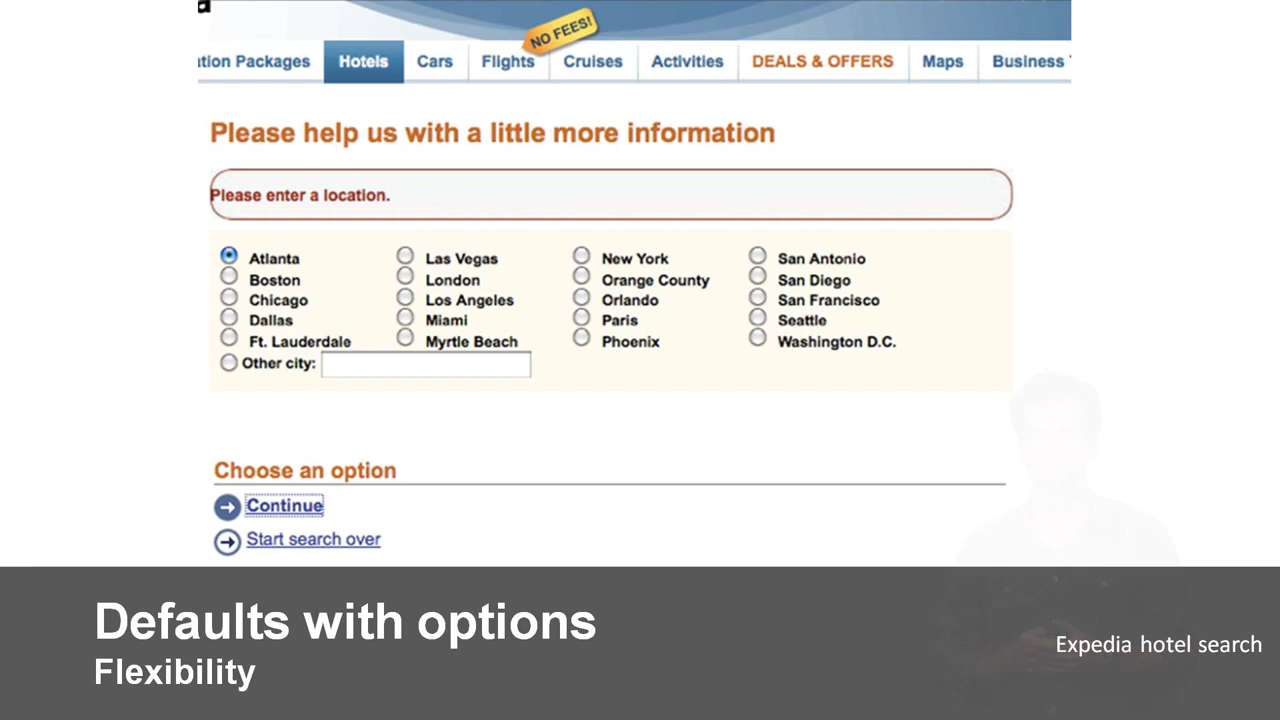 NO FEES!
tion Packages Hotels Cars Flights Cruises Activities DEALS & OFFERS Maps Business
Please help us with a little more information
Please enter a location.
Atlanta Las Vegas New York San Antonio
Boston London Orange County San Diego
Chicago Los Angeles Orlando San Francisco
Dallas Miami Paris Seattle
Ft. Lauderdale Myrtle Beach Phoenix Washington D.C.
Other city:
Choose an option
Continue
Start search over
Defaults with options
Flexibility
Expedia hotel search